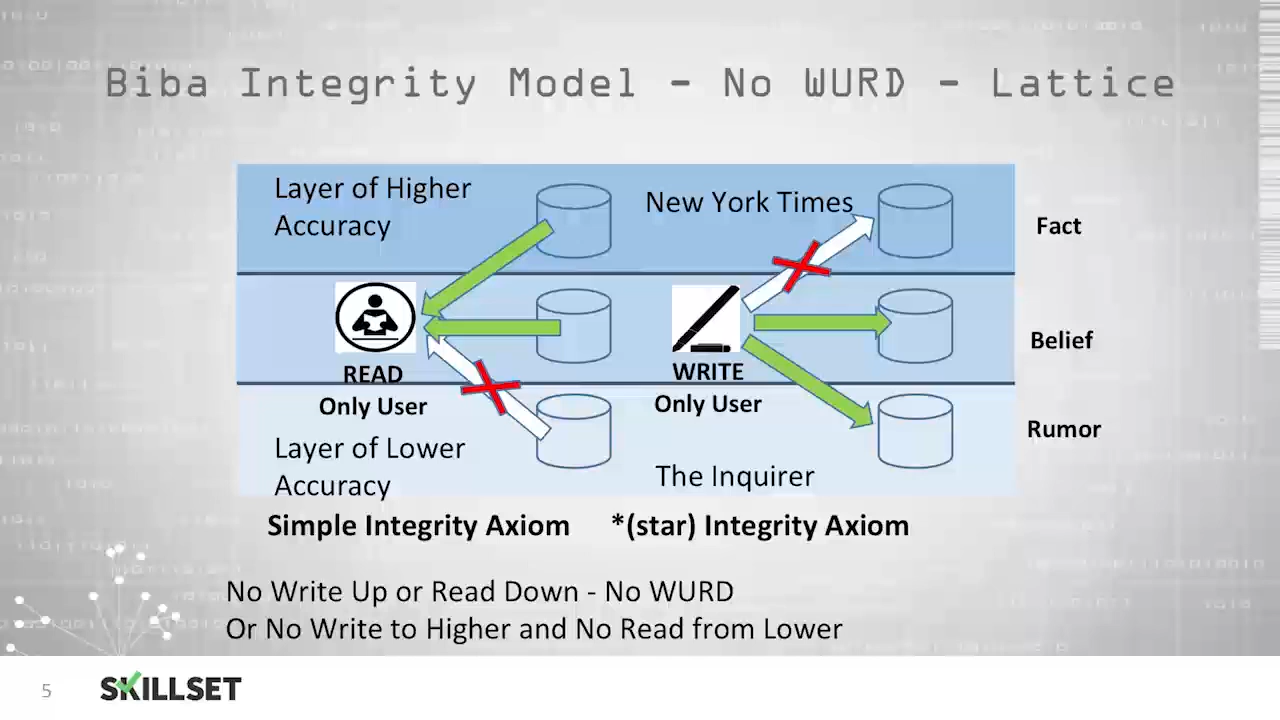 Biba Integrity Model - No WURD - Lattice
Layer of Higher
Accuracy
New York Times
Fact
READ
Only User
WRITE
Only User
Belief
Layer of Lower
Accuracy
The Inquirer
Rumor
Simple Integrity Axiom
*(star) Integrity Axiom
No Write Up or Read Down - No WURD
Or No Write to Higher and No Read from Lower
5
SKILLSET